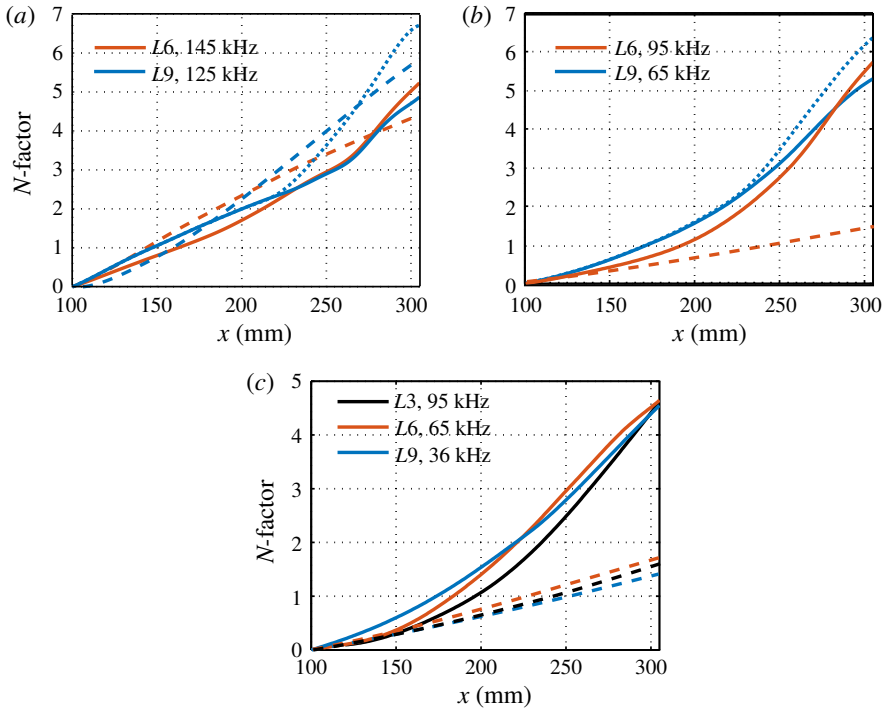 (a)
7
6
5
4
3
2
1
0
N-factor
L6, 145 kHz
L9, 125 kHz
100
150
200
250
300
x (mm)
(b)
7
6
5
4
3
2
1
0
L6, 95 kHz
L9, 65 kHz
100
150
200
250
300
x (mm)
(c)
5
4
3
2
1
0
N-factor
L3, 95 kHz
L6, 65 kHz
L9, 36 kHz
100
150
200
250
300
x (mm)